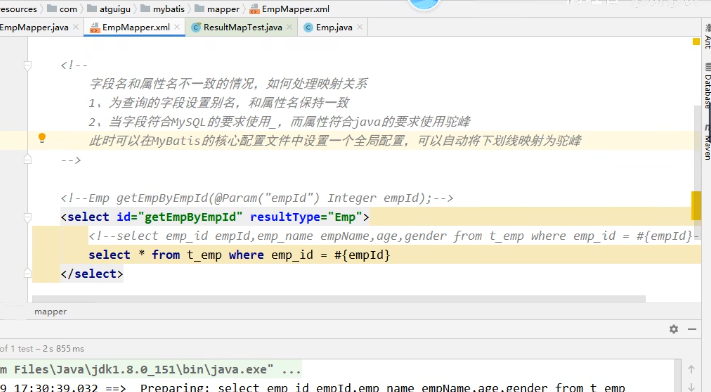 resources com atguigu mybatis mapper EmpMapper.xml
EmpMapper.java EmpMapper.xml ResultMapTest.java Emp.java
Ant
Database
Maven
<!--
字段名和属性名不一致的情况，如何处理映射关系
1、为查询的字段设置别名，和属性名保持一致
2、当字段符合MySQL的要求使用_，而属性符合java的要求使用驼峰
此时可以在MyBatis的核心配置文件中设置一个全局配置，可以自动将下划线映射为驼峰
-->
<!--Emp getEmpByEmpId(@Param("empId") Integer empId);-->
<select id="getEmpByEmpId" resultType="Emp">
<!--select emp_id empId,emp_name empName,age,gender from t_emp where emp_id = #{empId}-
select * from t_emp where emp_id = #{empId}
</select>
mapper
of 1 test – 2 s 855 ms
m Files\Java\jdk1.8.0_151\bin\java.exe" ...
9 17:30:39,032 ==> Preparing: select emp_id empId,emp_name empName,age,gender from t_emp